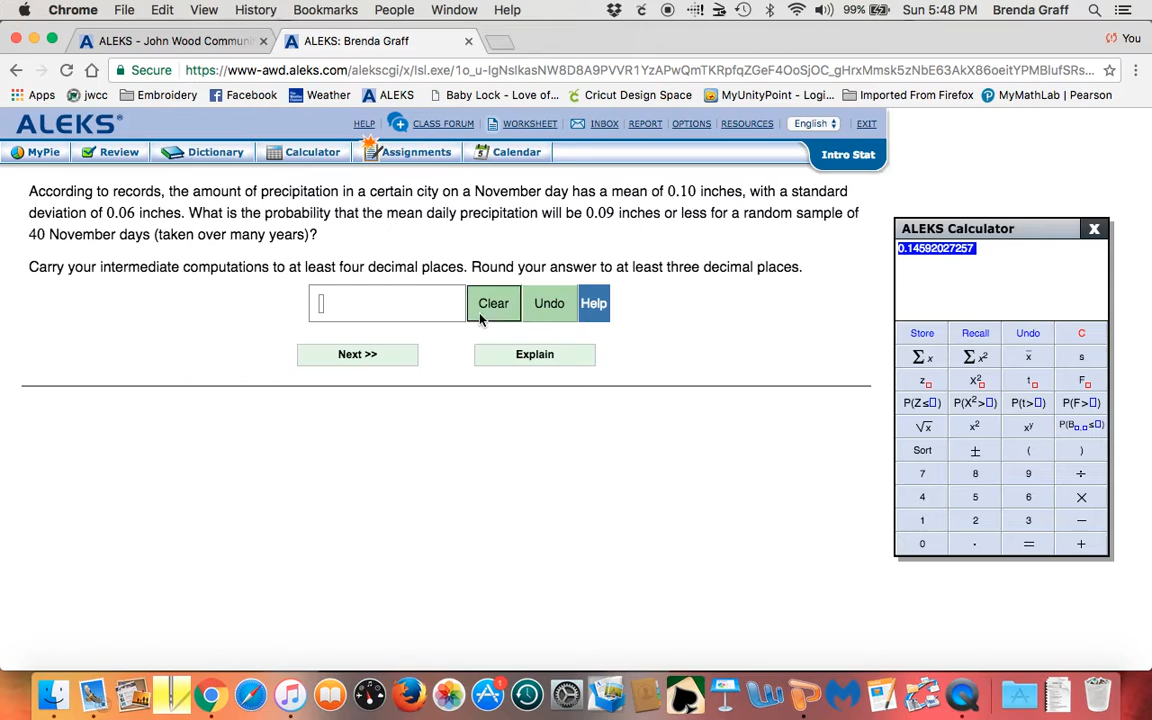 Chrome File Edit View History Bookmarks People Window Help 99% Sun 5:48 PM Brenda Graff
ALEKS - John Wood Communi × ALEKS: Brenda Graff × You
Secure https://www-awd.aleks.com/alekscgi/x/lsl.exe/1o_u-IgNslkasNW8D8A9PVVR1YzAPwQmTKRpfqZGeF4OoSjOC_gHrxMmsk5zNbE63AkX86oeitYPMBlufSRs...
Apps jwcc Embroidery Facebook Weather ALEKS Baby Lock - Love of... Cricut Design Space MyUnityPoint - Logi... Imported From Firefox MyMathLab | Pearson
ALEKS® HELP CLASS FORUM WORKSHEET INBOX REPORT OPTIONS RESOURCES English EXIT
MyPie Review Dictionary Calculator Assignments Calendar Intro Stat
According to records, the amount of precipitation in a certain city on a November day has a mean of 0.10 inches, with a standard
deviation of 0.06 inches. What is the probability that the mean daily precipitation will be 0.09 inches or less for a random sample of
40 November days (taken over many years)?
Carry your intermediate computations to at least four decimal places. Round your answer to at least three decimal places.
Clear Undo Help
Next >> Explain
ALEKS Calculator X
0.14592027257
Store Recall Undo C
∑x ∑x² x̄ s
z□ X²□ t□ F□
P(Z≤□) P(X²>□) P(t>□) P(F>□)
√x x² xʸ P(B□,□≤□)
Sort ± ( )
7 8 9 ÷
4 5 6 ×
1 2 3 −
0 . = +
1